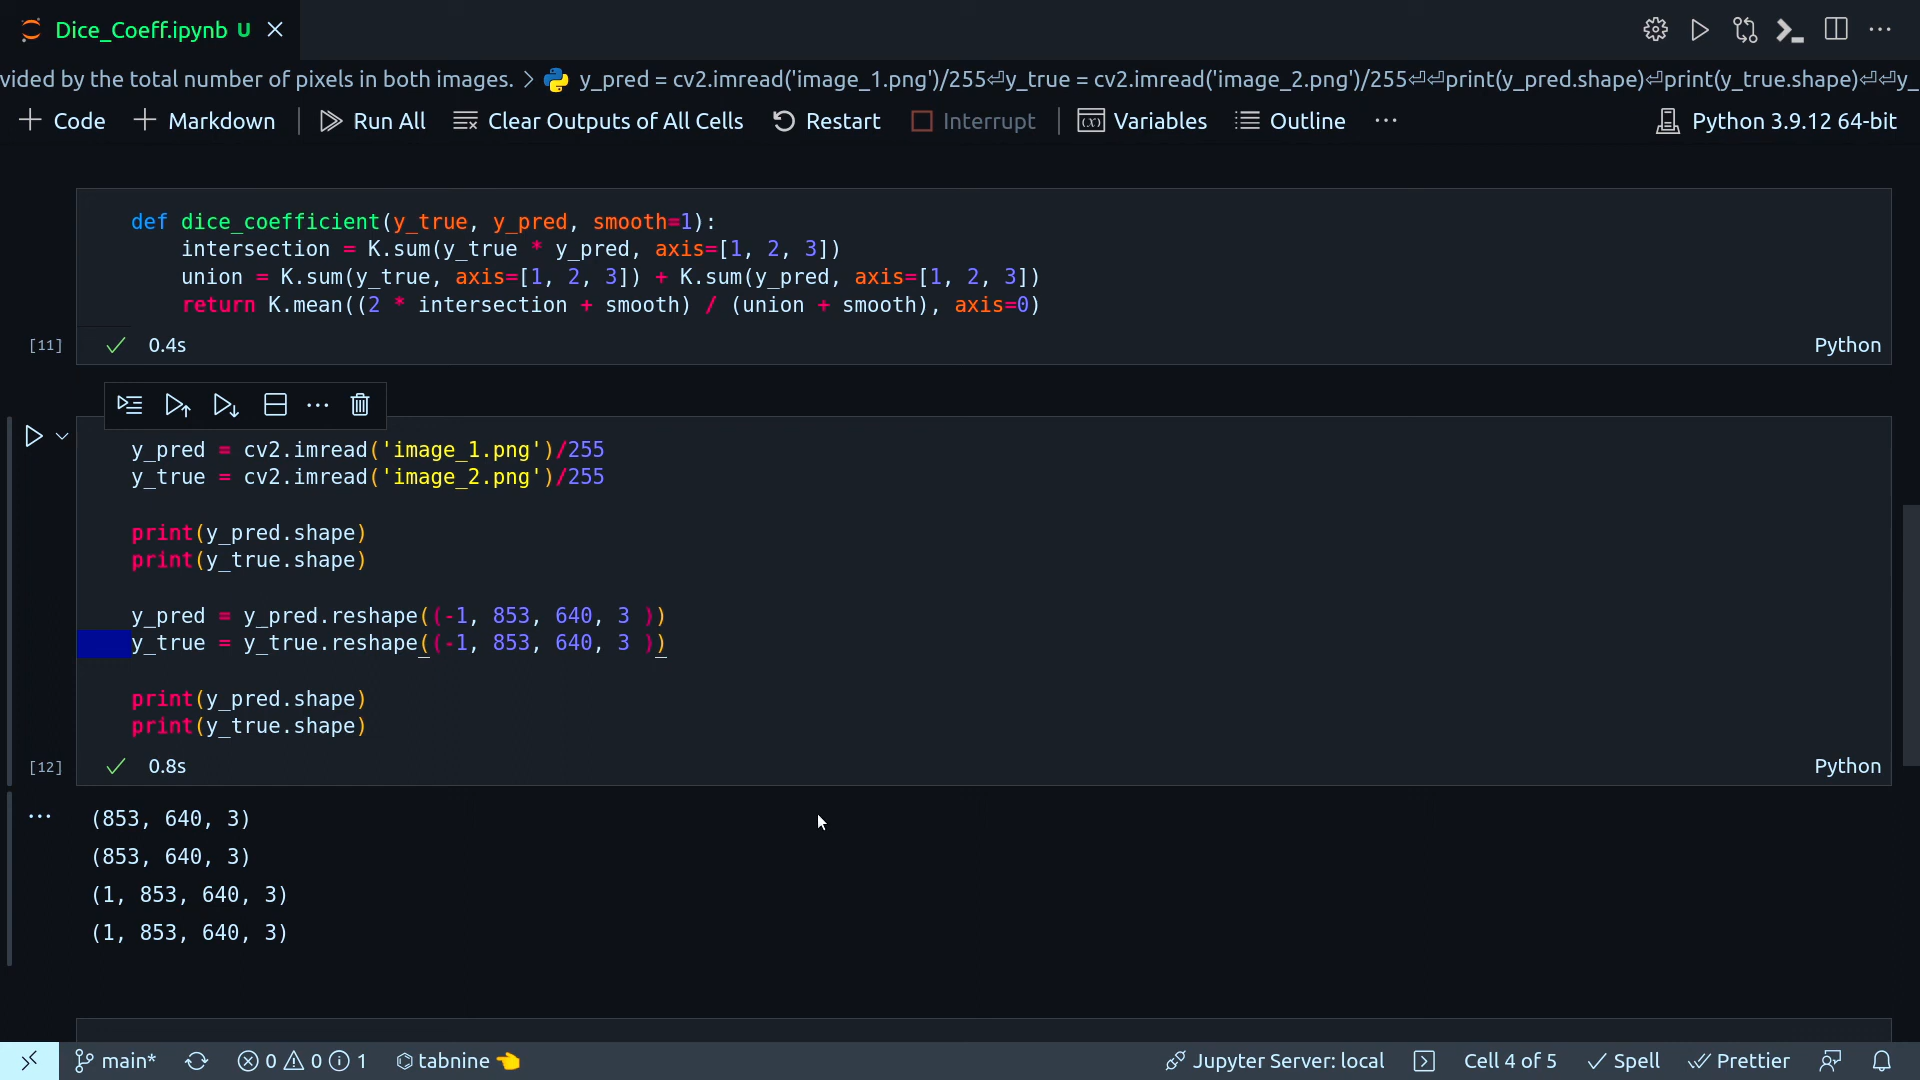 Dice_Coeff.ipynb U
vided by the total number of pixels in both images. > y_pred = cv2.imread('image_1.png')/255⏎y_true = cv2.imread('image_2.png')/255⏎⏎print(y_pred.shape)⏎print(y_true.shape)⏎⏎y_
Code Markdown Run All Clear Outputs of All Cells Restart Interrupt Variables Outline ··· Python 3.9.12 64-bit
def dice_coefficient(y_true, y_pred, smooth=1):
    intersection = K.sum(y_true * y_pred, axis=[1, 2, 3])
    union = K.sum(y_true, axis=[1, 2, 3]) + K.sum(y_pred, axis=[1, 2, 3])
    return K.mean((2 * intersection + smooth) / (union + smooth), axis=0)
[11] 0.4s Python
y_pred = cv2.imread('image_1.png')/255
y_true = cv2.imread('image_2.png')/255
print(y_pred.shape)
print(y_true.shape)
y_pred = y_pred.reshape((-1, 853, 640, 3 ))
y_true = y_true.reshape((-1, 853, 640, 3 ))
print(y_pred.shape)
print(y_true.shape)
[12] 0.8s Python
(853, 640, 3)
(853, 640, 3)
(1, 853, 640, 3)
(1, 853, 640, 3)
main* 0 0 1 tabnine 👈 Jupyter Server: local Cell 4 of 5 Spell Prettier